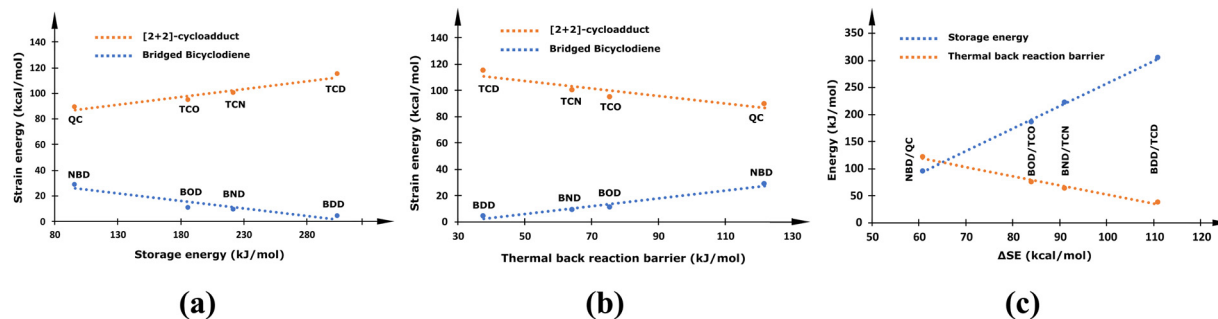 [2+2]-cycloadduct
Bridged Bicyclodiene
Strain energy (kcal/mol)
140
120
100
80
60
40
20
0
QC
TCO
TCN
TCD
NBD
BOD
BND
BDD
80
130
180
230
280
Storage energy (kJ/mol)
(a)
[2+2]-cycloadduct
Bridged Bicyclodiene
Strain energy (kcal/mol)
140
120
100
80
60
40
20
0
TCD
TCN
TCO
QC
BDD
BND
BOD
NBD
30
50
70
90
110
130
Thermal back reaction barrier (kJ/mol)
(b)
Storage energy
Thermal back reaction barrier
Energy (kJ/mol)
350
300
250
200
150
100
50
0
NBD/QC
BOD/TCO
BND/TCN
BDD/TCD
50
60
70
80
90
100
110
120
ΔSE (kcal/mol)
(c)